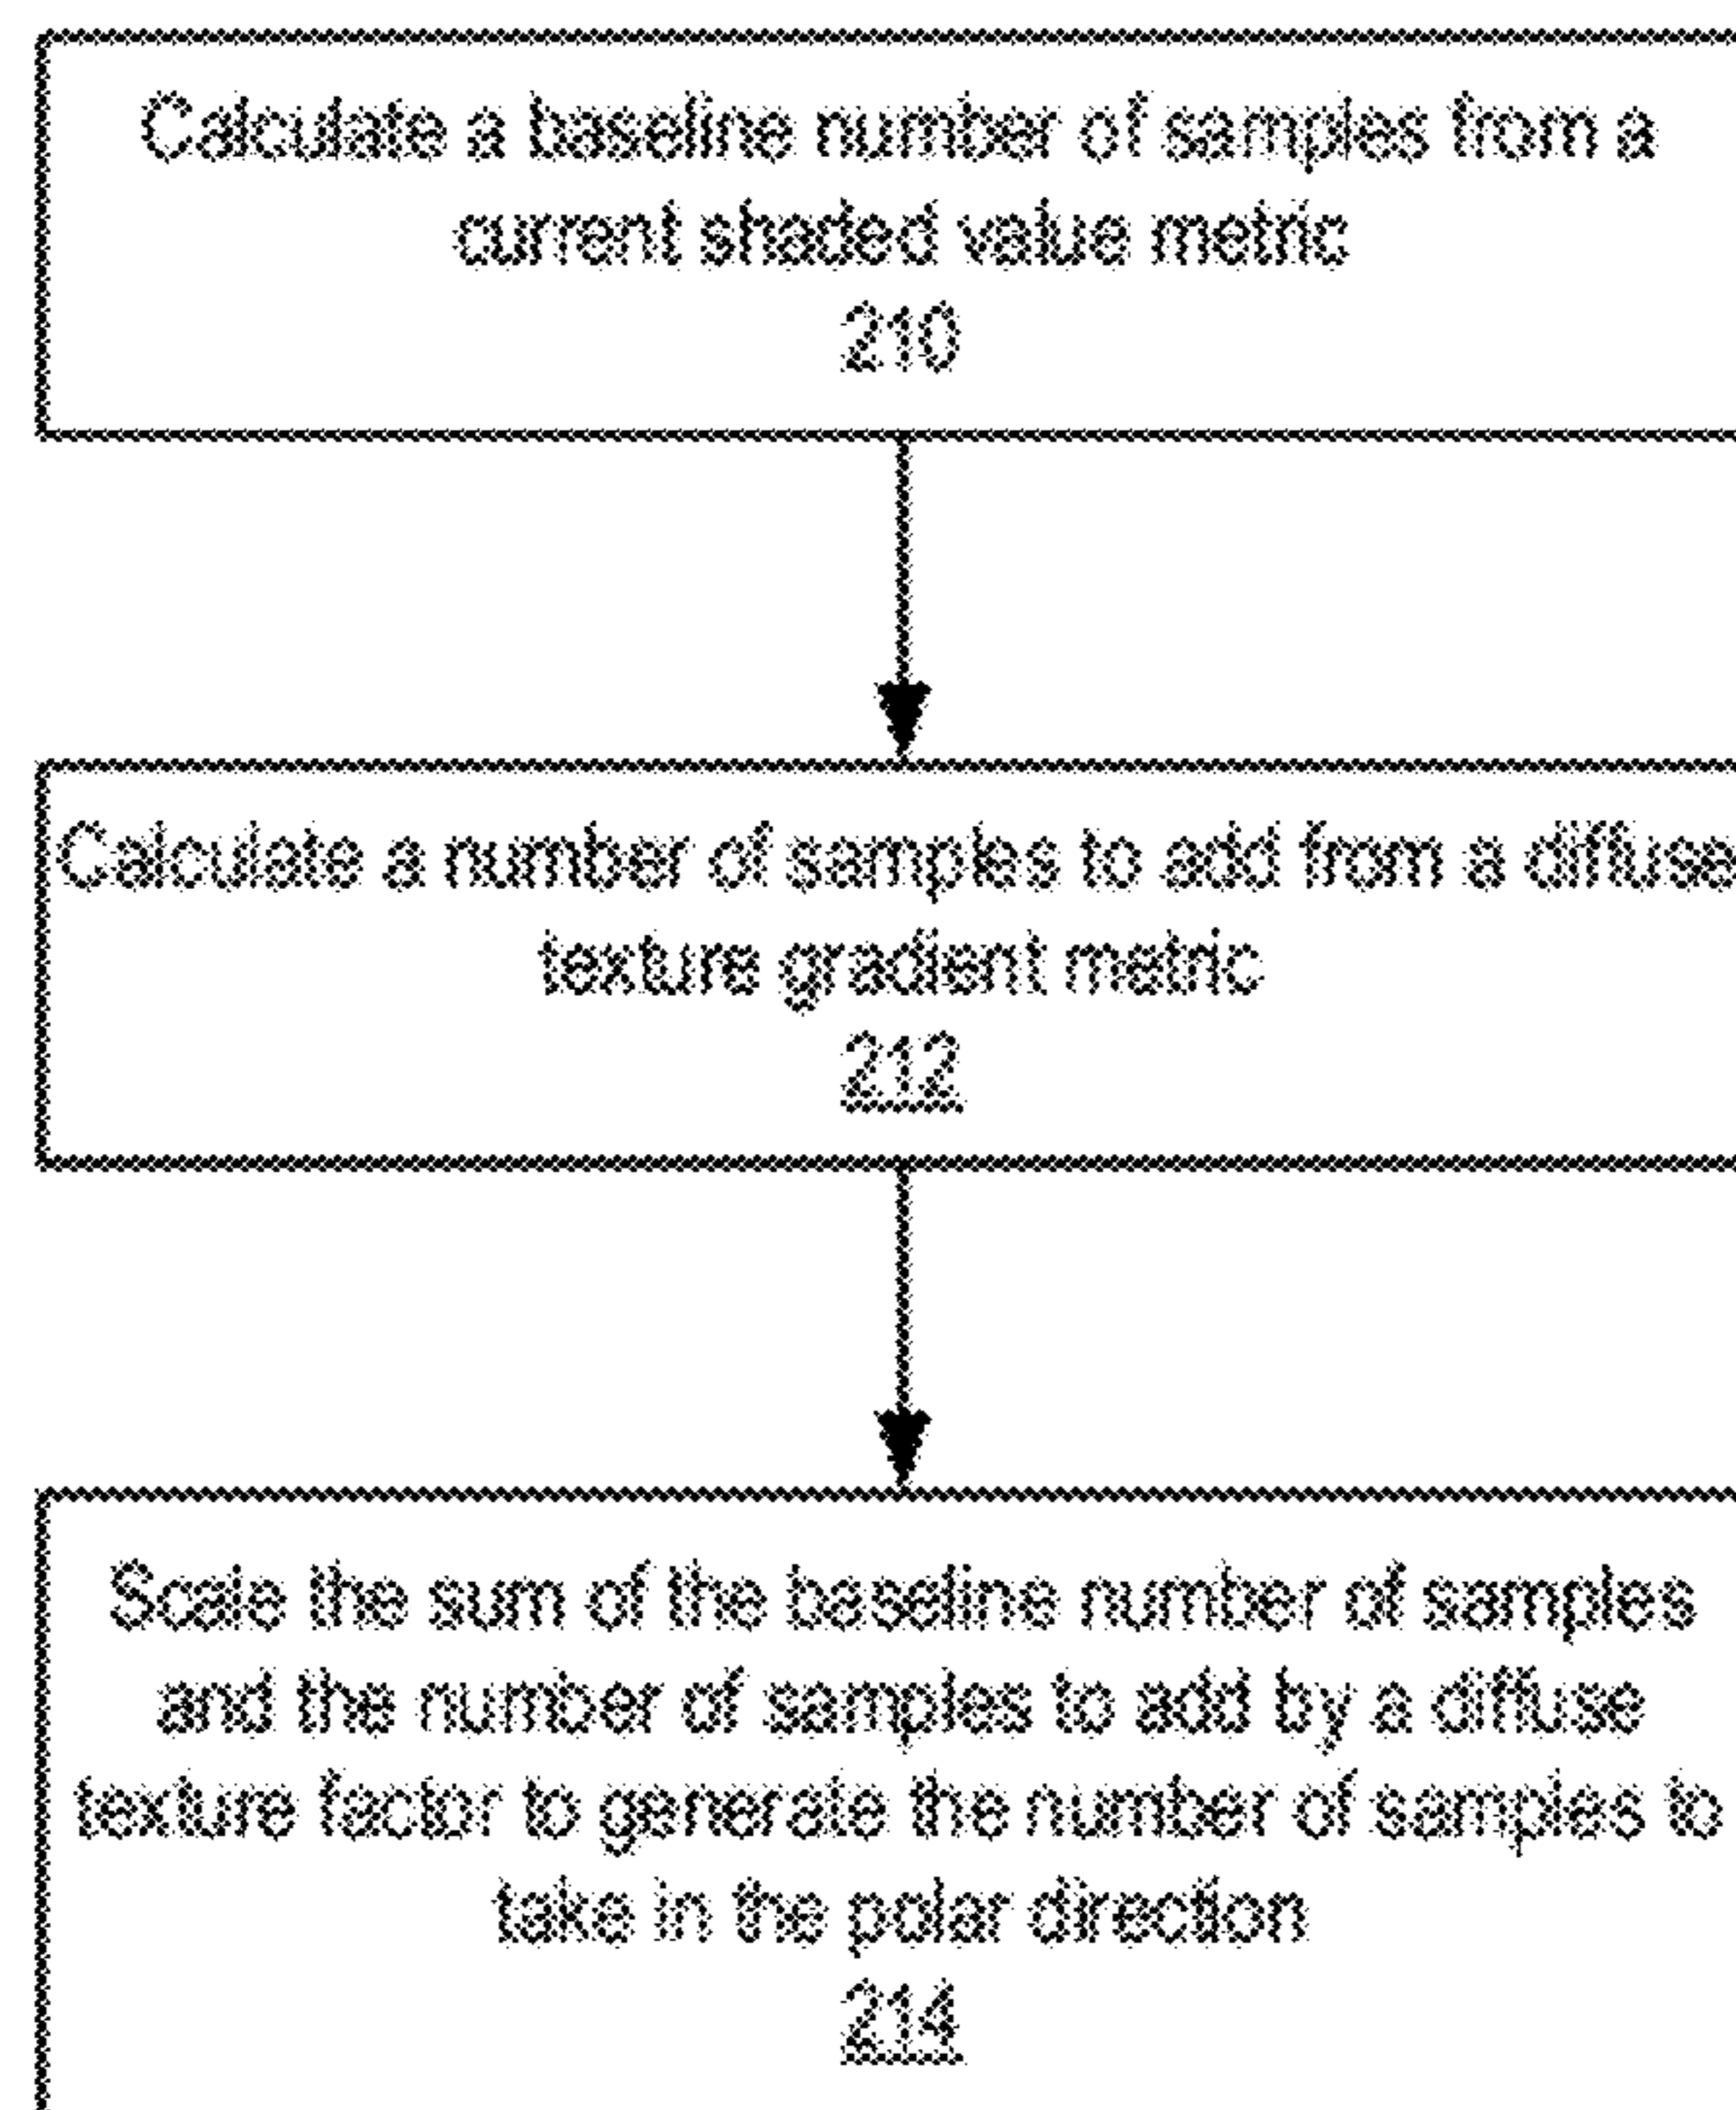 Calculate a baseline number of samples from a
current shaded value metric
210
Calculate a number of samples to add from a diffuse
texture gradient metric
212
Scale the sum of the baseline number of samples
and the number of samples to add by a diffuse
texture factor to generate the number of samples to
take in the polar direction
214